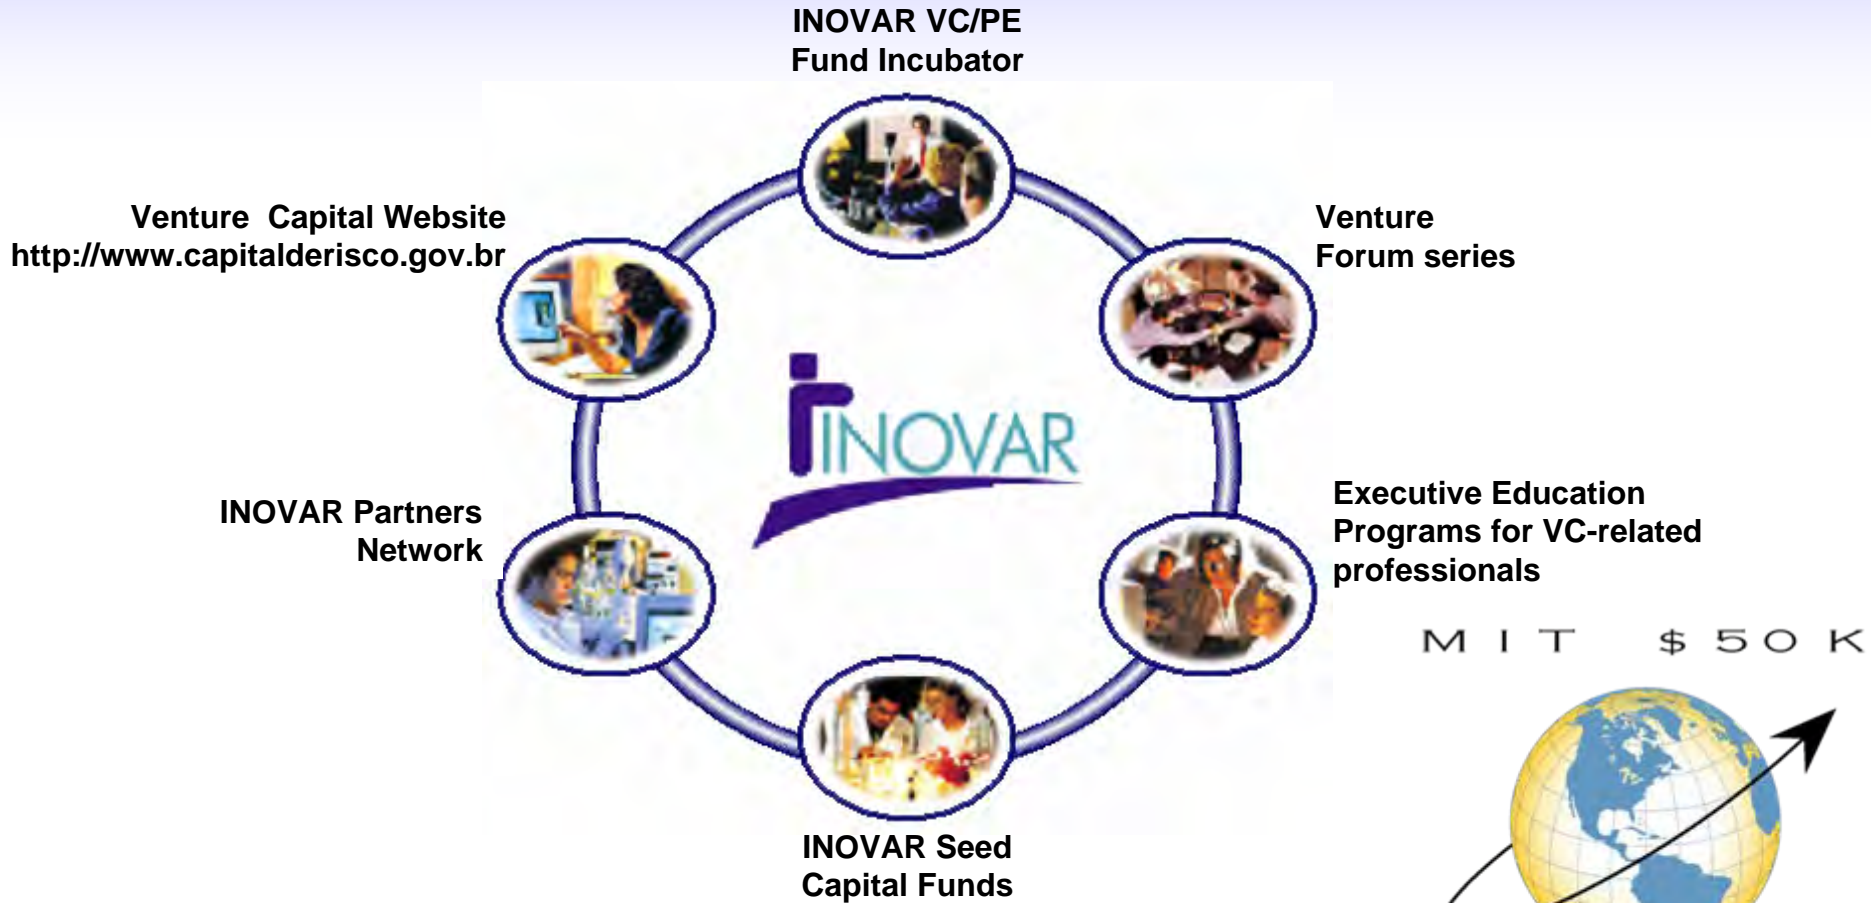 INOVAR VC/PE
Fund Incubator
Venture Capital Website
http://www.capitalderisco.gov.br
Venture
Forum series
INOVAR
INOVAR Partners
Network
Executive Education
Programs for VC-related
professionals
MIT $50K
INOVAR Seed
Capital Funds